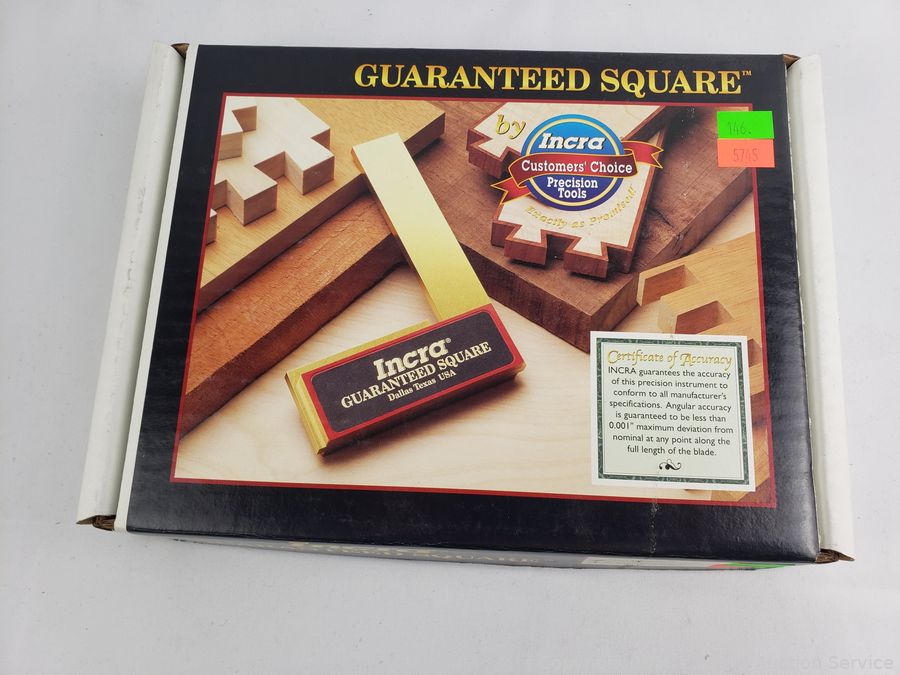 GUARANTEED SQUARE™
by
Incra
Customers' Choice
Precision
Tools
Exactly as Promised!
146.
5745
Incra®
GUARANTEED SQUARE
Dallas Texas USA
Certificate of Accuracy
INCRA guarantees the accuracy
of this precision instrument to
conform to all manufacturer's
specifications. Angular accuracy
is guaranteed to be less than
0.001" maximum deviation from
nominal at any point along the
full length of the blade.
Auction Service